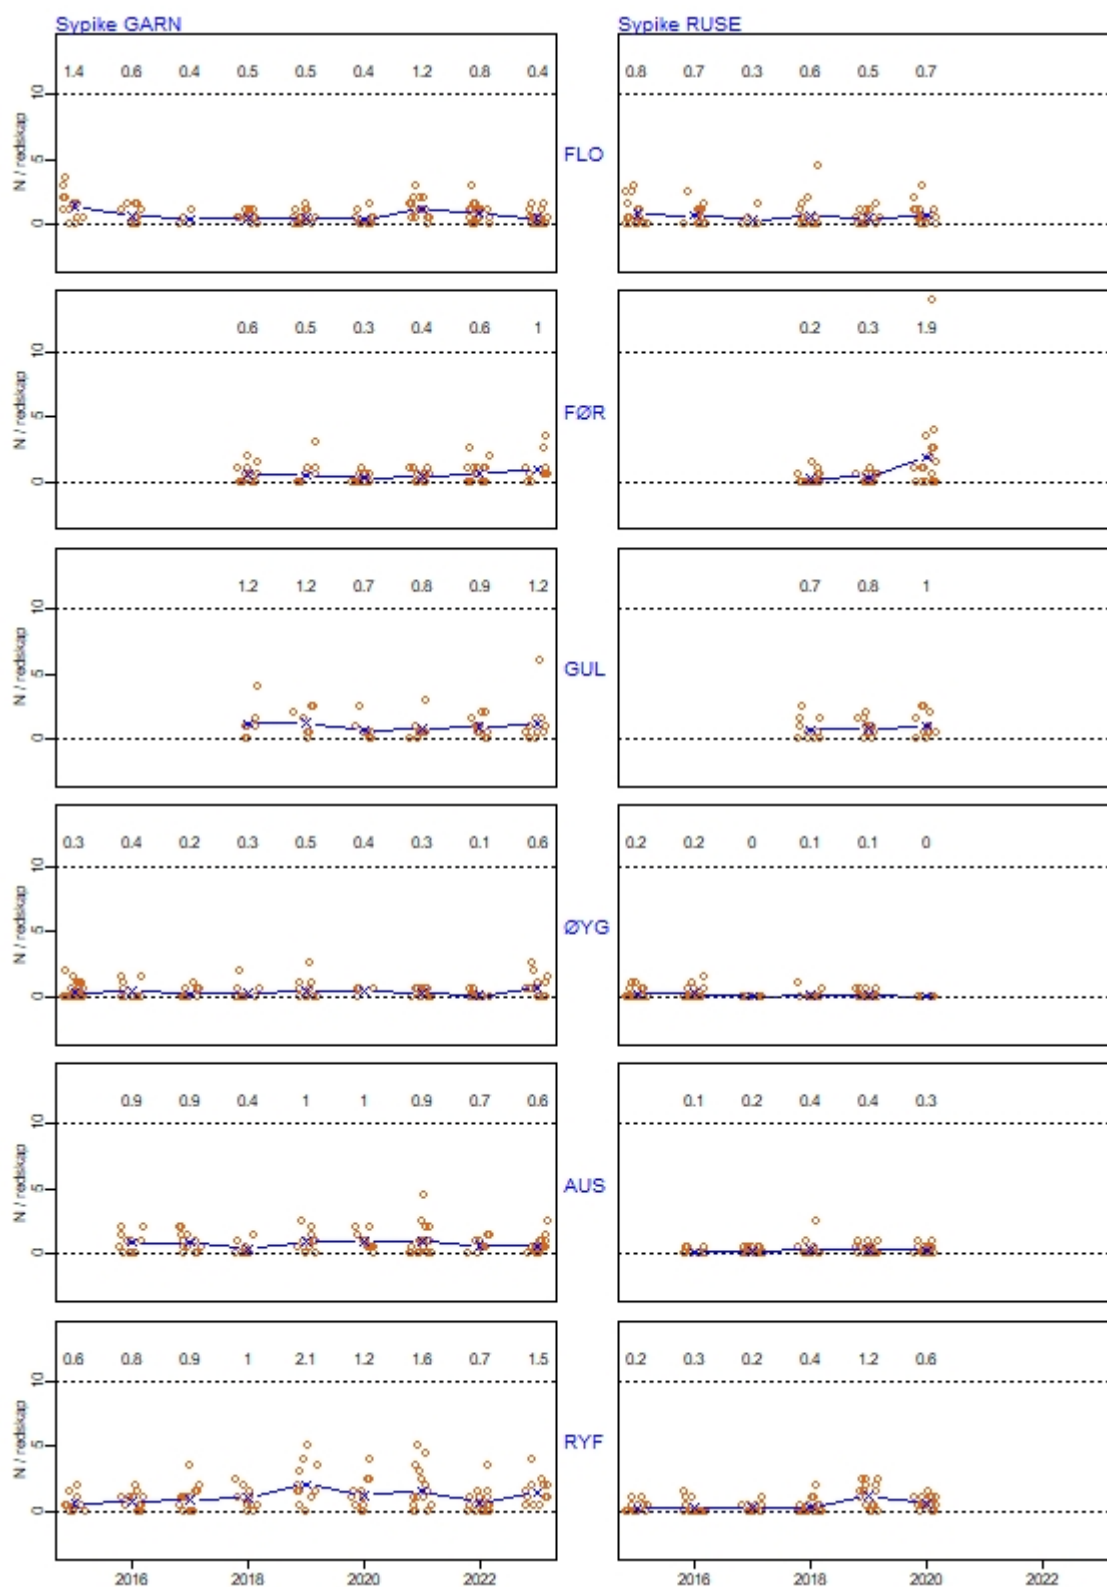 Sypike GARN Sypike RUSE
1.4 0.6 0.4 0.5 0.5 0.4 1.2 0.8 0.4 0.8 0.7 0.3 0.6 0.5 0.7
10
5
0
N / redskap
FLO
0.6 0.5 0.3 0.4 0.6 1 0.2 0.3 1.9
10
5
0
N / redskap
FØR
1.2 1.2 0.7 0.8 0.9 1.2 0.7 0.8 1
10
5
0
N / redskap
GUL
0.3 0.4 0.2 0.3 0.5 0.4 0.3 0.1 0.6 0.2 0.2 0 0.1 0.1 0
10
5
0
N / redskap
ØYG
0.9 0.9 0.4 1 1 0.9 0.7 0.6 0.1 0.2 0.4 0.4 0.3
10
5
0
N / redskap
AUS
0.6 0.8 0.9 1 2.1 1.2 1.6 0.7 1.5 0.2 0.3 0.2 0.4 1.2 0.6
10
5
0
N / redskap
RYF
2016 2018 2020 2022 2016 2018 2020 2022